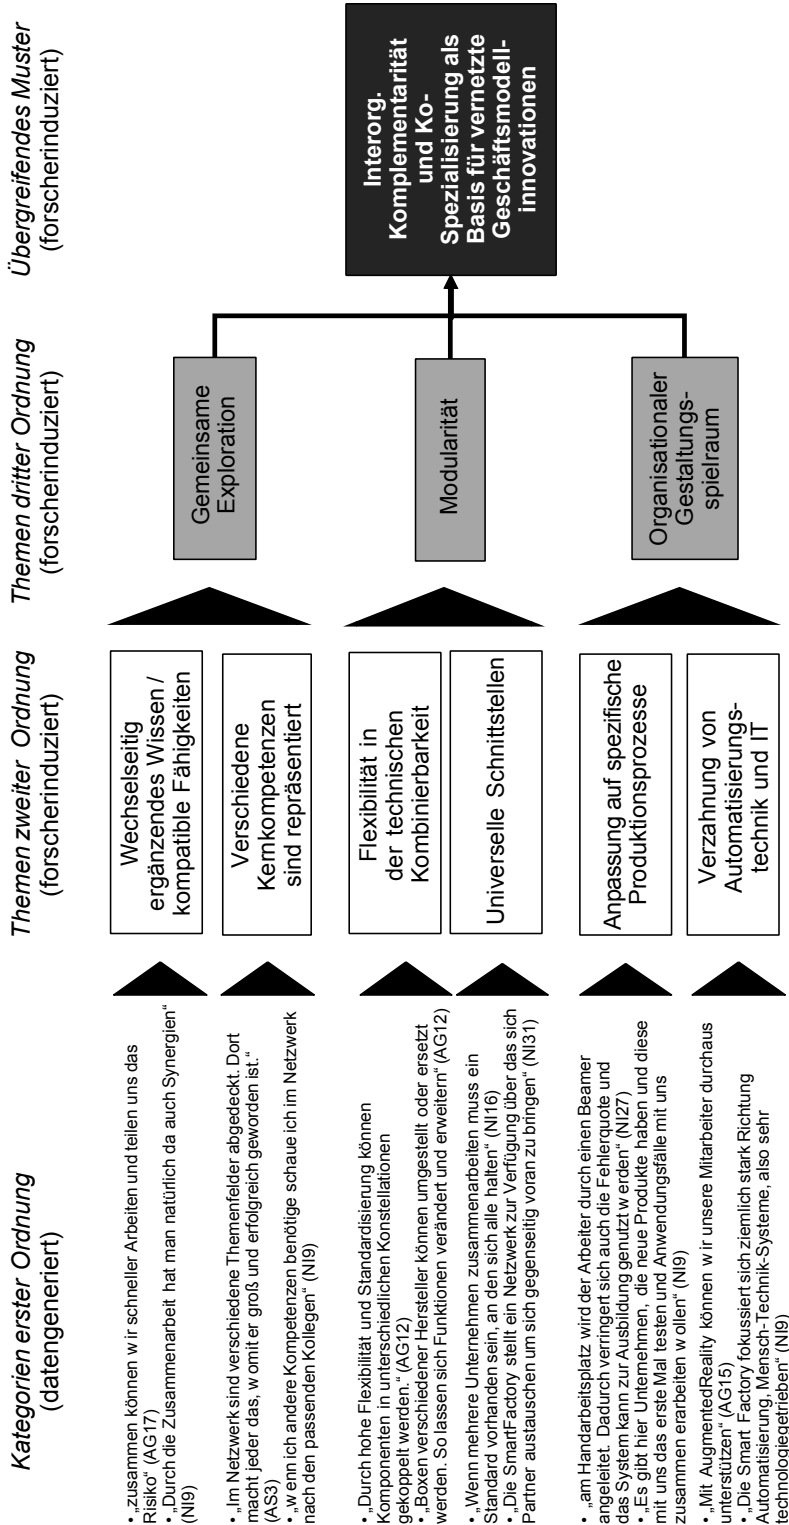 Kategorien erster Ordnung
(datengeneriert)
Themen zweiter Ordnung
(forscherinduziert)
Themen dritter Ordnung
(forscherinduziert)
Übergreifendes Muster
(forscherinduziert)
• „zusammen können wir schneller Arbeiten und teilen uns das
Risiko“ (AG17)
• „Durch die Zusammenarbeit hat man natürlich da auch Synergien“
(NI9)
• „Im Netzwerk sind verschiedene Themenfelder abgedeckt. Dort
macht jeder das, womit er groß und erfolgreich geworden ist.“
(AS3)
• „wenn ich andere Kompetenzen benötige schaue ich im Netzwerk
nach den passenden Kollegen“ (NI9)
• „Durch hohe Flexibilität und Standardisierung können
Komponenten in unterschiedlichen Konstellationen
gekoppelt werden.“ (AG12)
• „Boxen verschiedener Hersteller können umgestellt oder ersetzt
werden. So lassen sich Funktionen verändert und erweitern“ (AG12)
• „Wenn mehrere Unternehmen zusammenarbeiten muss ein
Standard vorhanden sein, an den sich alle halten“ (NI16)
• „Die SmartFactory stellt ein Netzwerk zur Verfügung über das sich
Partner austauschen um sich gegenseitig voran zu bringen“ (NI31)
• „am Handarbeitsplatz wird der Arbeiter durch einen Beamer
angeleitet. Dadurch verringert sich auch die Fehlerquote und
das System kann zur Ausbildung genutzt werden“ (NI27)
• „Es gibt hier Unternehmen, die neue Produkte haben und diese
mit uns das erste Mal testen und Anwendungsfälle mit uns
zusammen erarbeiten wollen“ (NI9)
• „Mit AugmentedReality können wir unsere Mitarbeiter durchaus
unterstützen“ (AG15)
• „Die Smart Factory fokussiert sich ziemlich stark Richtung
Automatisierung, Mensch-Technik-Systeme, also sehr
technologiegetrieben“ (NI9)
Wechselseitig
ergänzendes Wissen /
kompatible Fähigkeiten
Verschiedene
Kernkompetenzen
sind repräsentiert
Flexibilität in
der technischen
Kombinierbarkeit
Universelle Schnittstellen
Anpassung auf spezifische
Produktionsprozesse
Verzahnung von
Automatisierungs-
technik und IT
Gemeinsame
Exploration
Modularität
Organisationaler
Gestaltungs-
spielraum
Interorg.
Komplementarität
und Ko-
Spezialisierung als
Basis für vernetzte
Geschäftsmodell-
innovationen